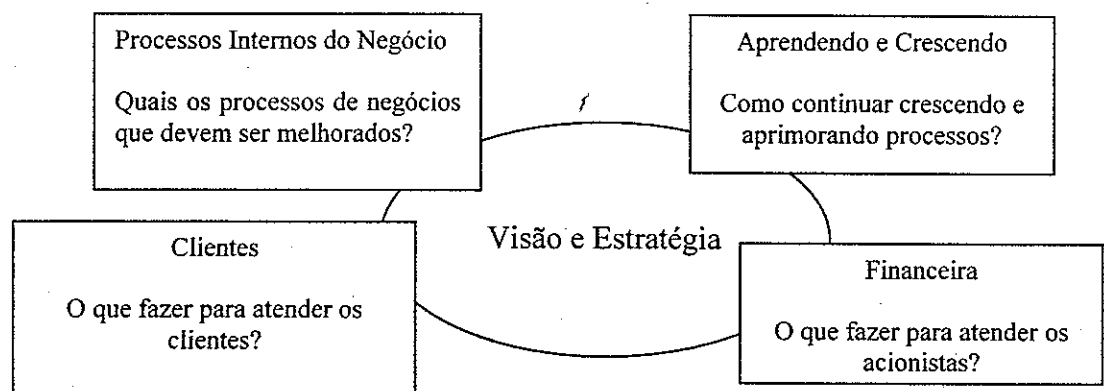 Processos Internos do Negócio
Quais os processos de negócios
que devem ser melhorados?
Aprendendo e Crescendo
Como continuar crescendo e
aprimorando processos?
Visão e Estratégia
Clientes
O que fazer para atender os
clientes?
Financeira
O que fazer para atender os
acionistas?